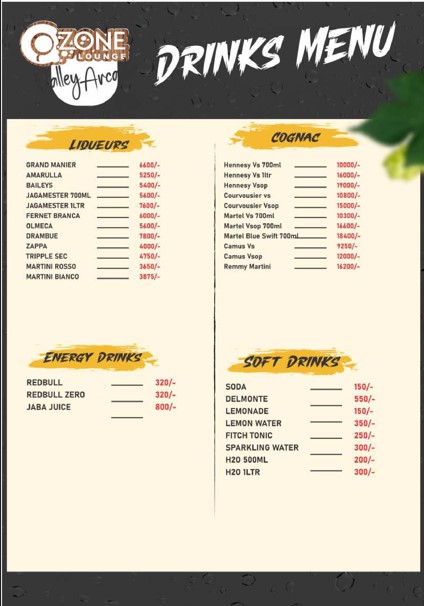 OZONE
LOUNGE
alley Arca
DRINKS MENU
LIQUEURS
GRAND MANIER 6600/-
AMARULLA 5250/-
BAILEYS 5400/-
JAGAMESTER 700ML 5600/-
JAGAMESTER 1LTR 7600/-
FERNET BRANCA 6000/-
OLMECA 5600/-
DRAMBUE 7800/-
ZAPPA 4000/-
TRIPPLE SEC 4750/-
MARTINI ROSSO 3650/-
MARTINI BIANCO 3875/-
COGNAC
Hennesy Vs 700ml 10000/-
Hennesy Vs 1ltr 16000/-
Hennesy Vsop 19000/-
Courvousier vs 10800/-
Courvousier Vsop 15000/-
Martel Vs 700ml 10300/-
Martel Vsop 700ml 16600/-
Martel Blue Swift 700ml 18400/-
Camus Vs 9250/-
Camus Vsop 12000/-
Remmy Martini 16200/-
ENERGY DRINKS
REDBULL 320/-
REDBULL ZERO 320/-
JABA JUICE 800/-
SOFT DRINKS
SODA 150/-
DELMONTE 550/-
LEMONADE 150/-
LEMON WATER 350/-
FITCH TONIC 250/-
SPARKLING WATER 300/-
H2O 500ML 200/-
H2O 1LTR 300/-